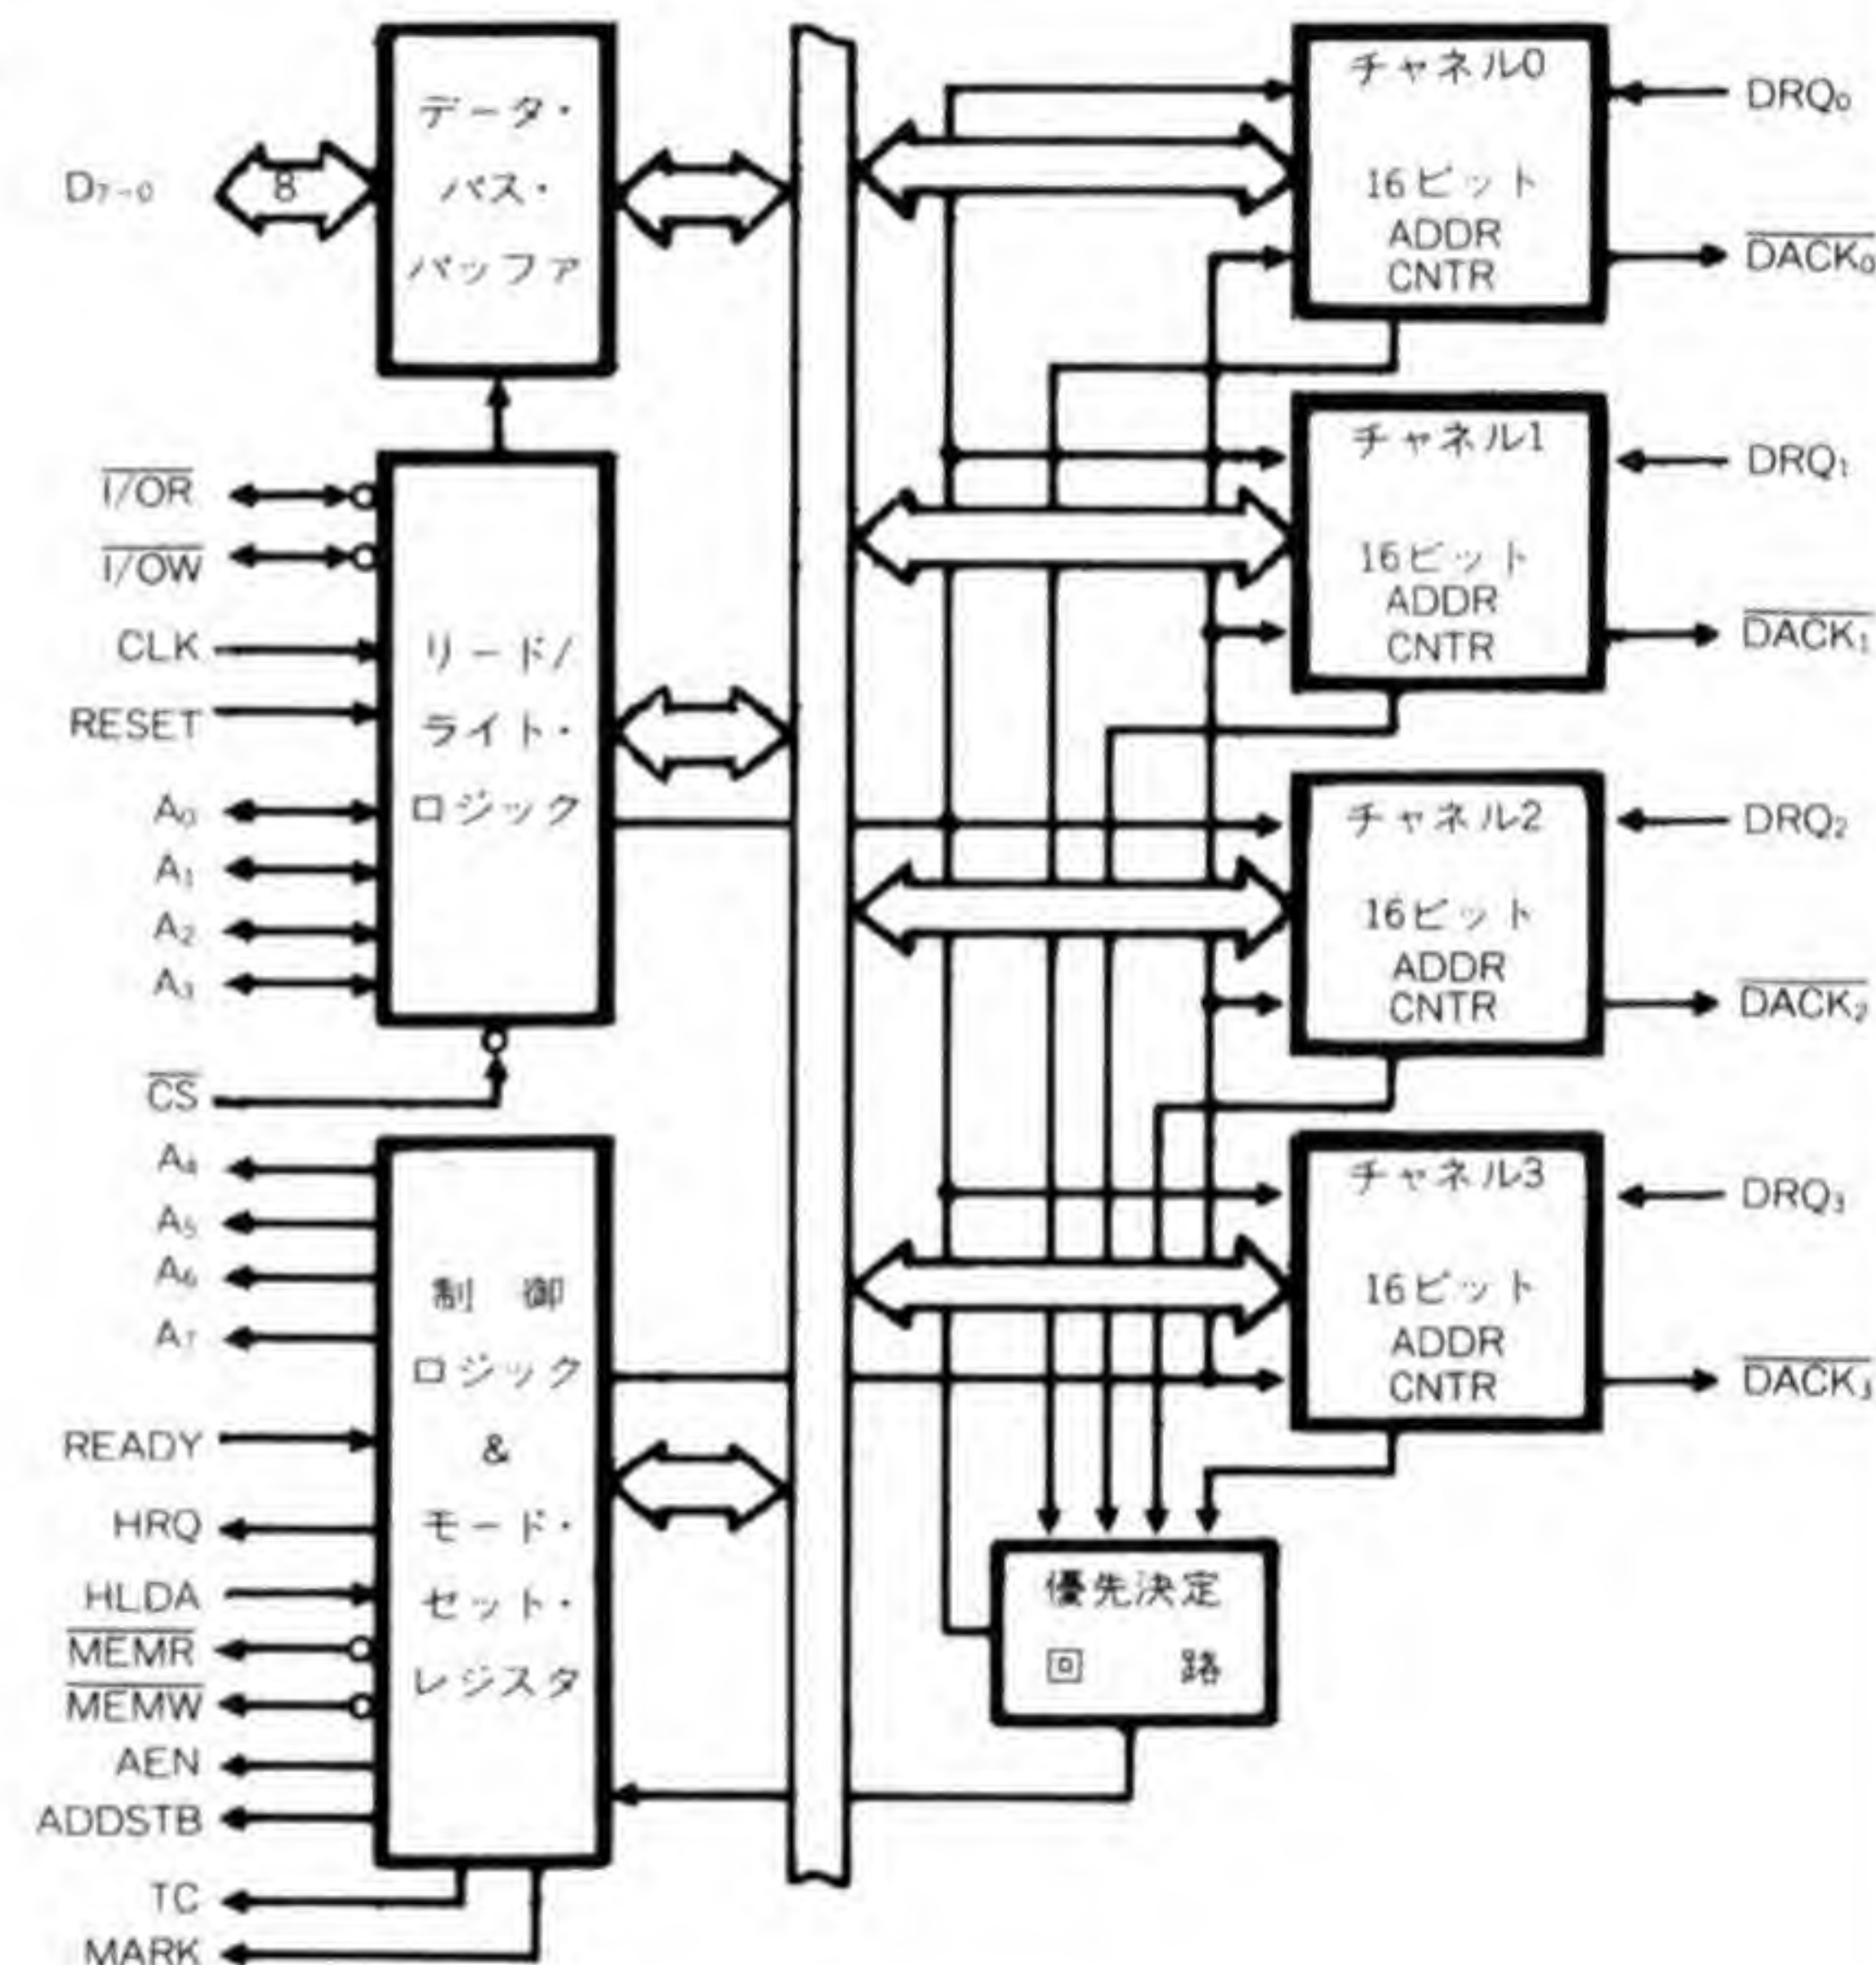 D₇₋₀
8
データ・
バス・
バッファ
I/OR
I/OW
CLK
RESET
A₀
A₁
A₂
A₃
CS
リード/
ライト・
ロジック
A₄
A₅
A₆
A₇
READY
HRQ
HLDA
MEMR
MEMW
AEN
ADDSTB
TC
MARK
制 御
ロジック
&
モード・
セット・
レジスタ
チャネル0
16ビット
ADDR
CNTR
DRQ₀
DACK₀
チャネル1
16ビット
ADDR
CNTR
DRQ₁
DACK₁
チャネル2
16ビット
ADDR
CNTR
DRQ₂
DACK₂
チャネル3
16ビット
ADDR
CNTR
DRQ₃
DACK₃
優先決定
回 路